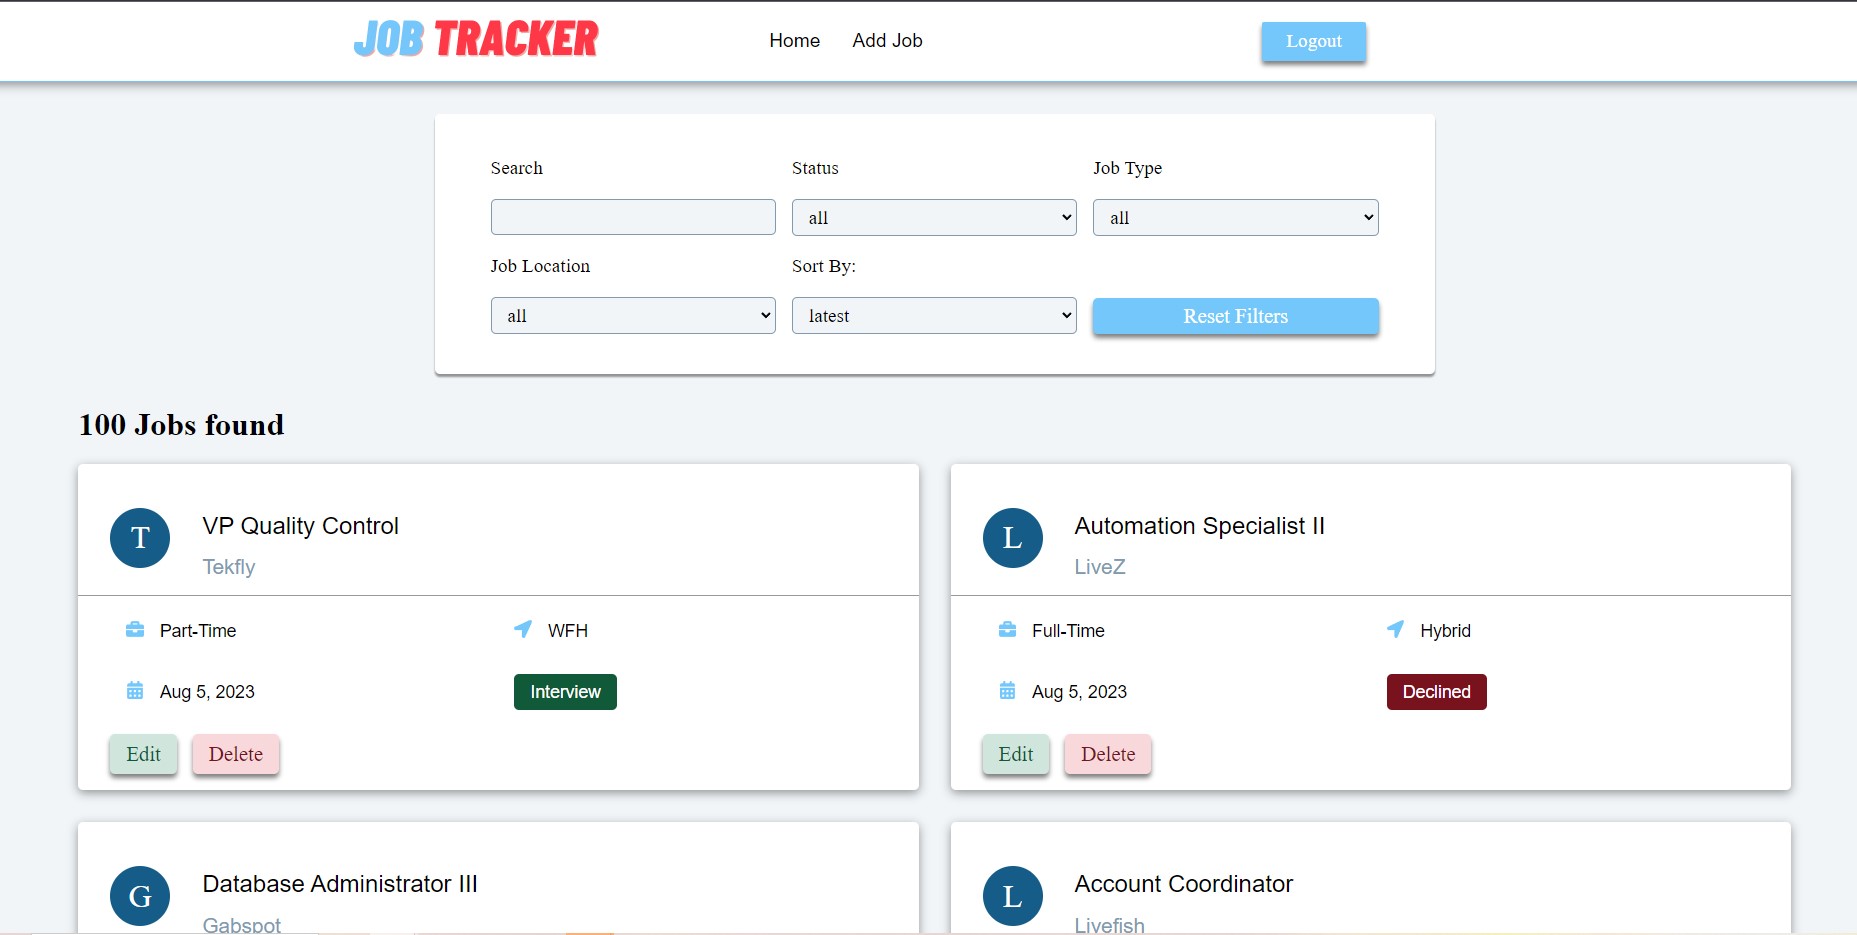 JOB TRACKER
Home Add Job
Logout
Search Status Job Type
all all
Job Location Sort By:
all latest Reset Filters
100 Jobs found
T VP Quality Control
Tekfly
Part-Time WFH
Aug 5, 2023 Interview
Edit Delete
L Automation Specialist II
LiveZ
Full-Time Hybrid
Aug 5, 2023 Declined
Edit Delete
G Database Administrator III
Gabspot
L Account Coordinator
Livefish